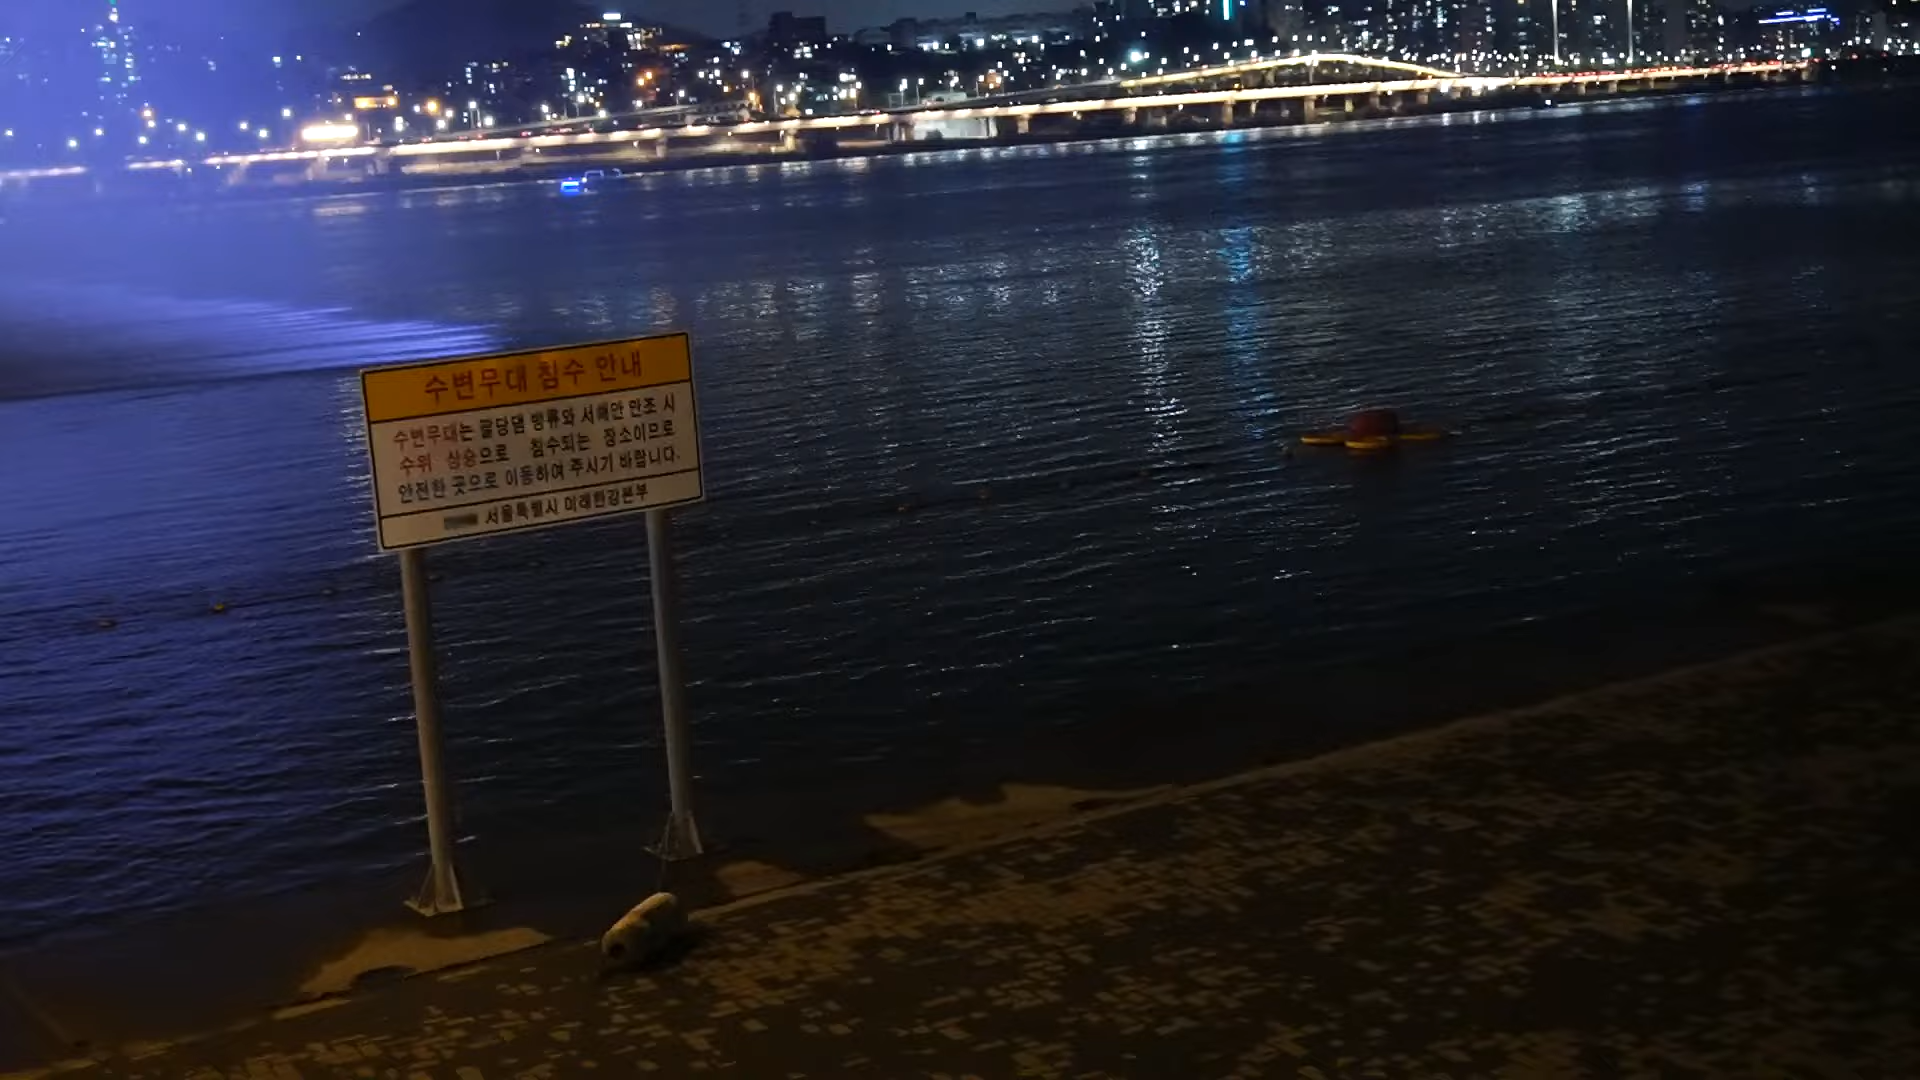 수변무대 침수 안내
수변무대는 팔당댐 방류와 서해안 만조 시
수위 상승으로 침수되는 장소이므로
안전한 곳으로 이동하여 주시기 바랍니다.
서울특별시 미래한강본부